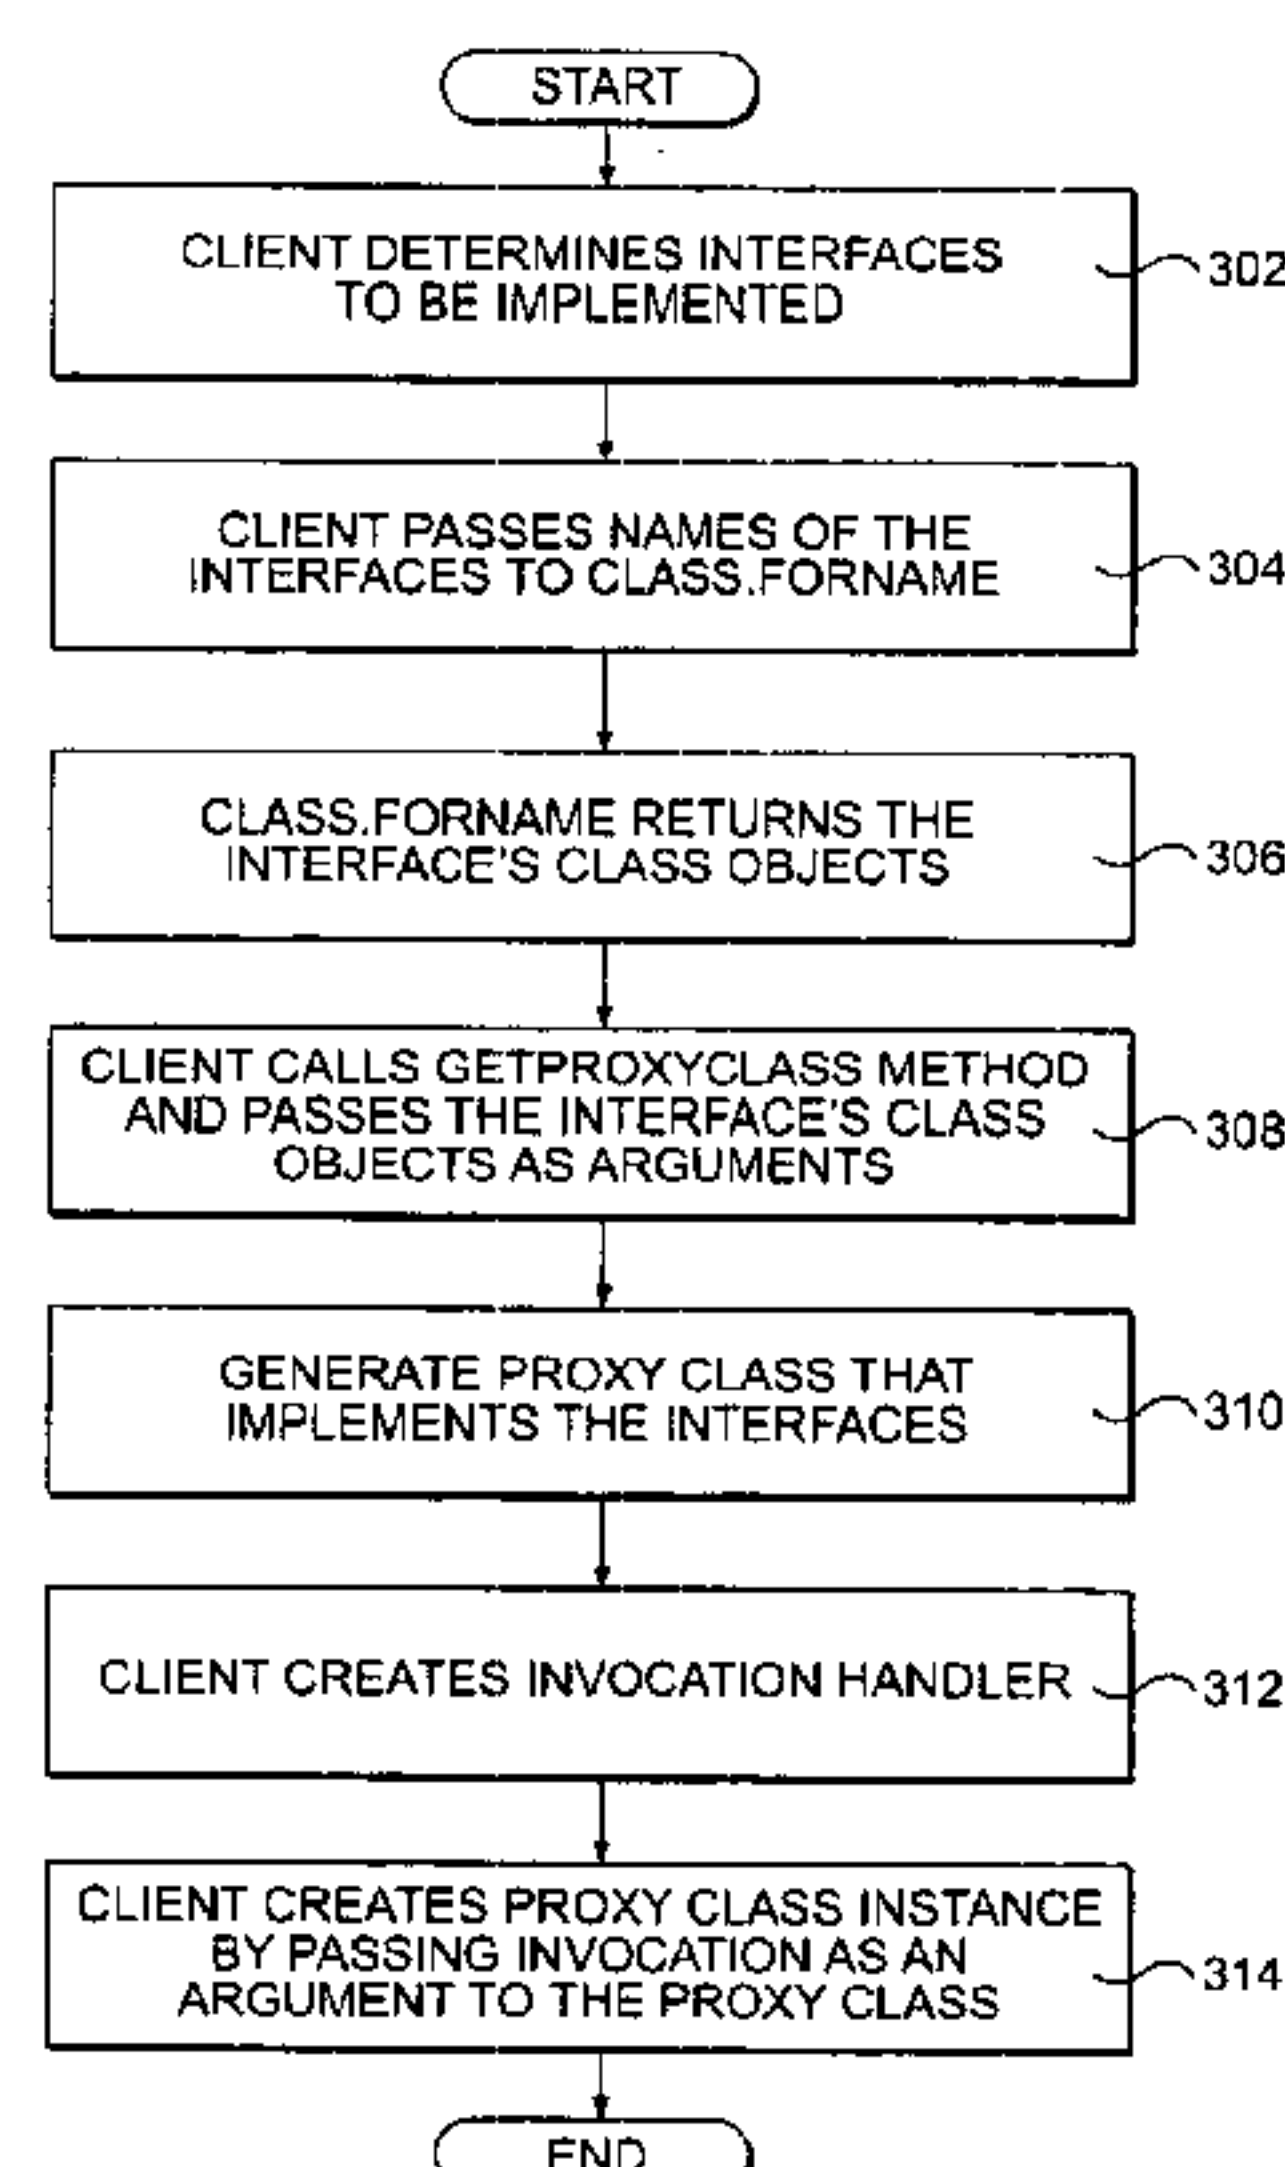 START
CLIENT DETERMINES INTERFACES
TO BE IMPLEMENTED
302
CLIENT PASSES NAMES OF THE
INTERFACES TO CLASS.FORNAME
304
CLASS.FORNAME RETURNS THE
INTERFACE'S CLASS OBJECTS
306
CLIENT CALLS GETPROXYCLASS METHOD
AND PASSES THE INTERFACE'S CLASS
OBJECTS AS ARGUMENTS
308
GENERATE PROXY CLASS THAT
IMPLEMENTS THE INTERFACES
310
CLIENT CREATES INVOCATION HANDLER
312
CLIENT CREATES PROXY CLASS INSTANCE
BY PASSING INVOCATION AS AN
ARGUMENT TO THE PROXY CLASS
314
END